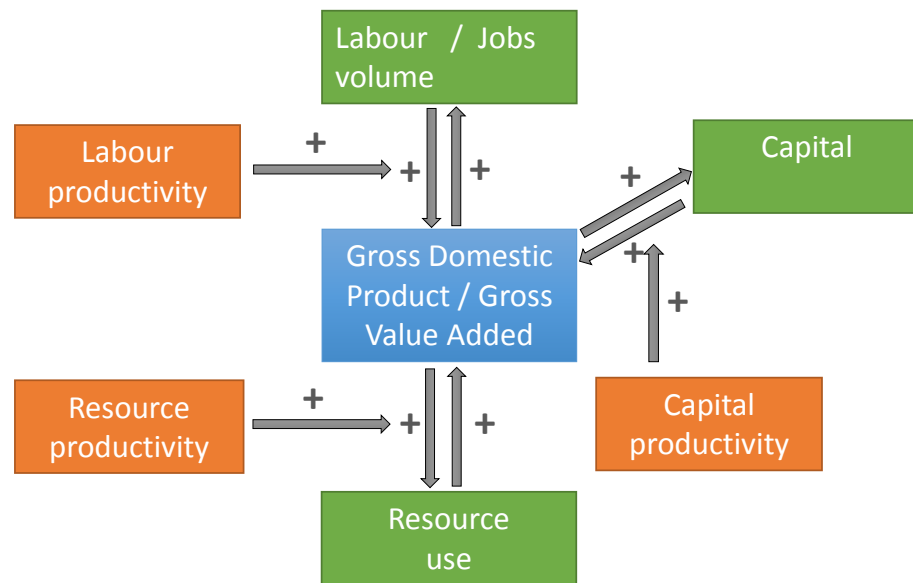 Labour / Jobs
volume
Labour
productivity
+
+
+
Capital
+
+
+
Gross Domestic
Product / Gross
Value Added
Resource
productivity
+
+
+
Capital
productivity
Resource
use